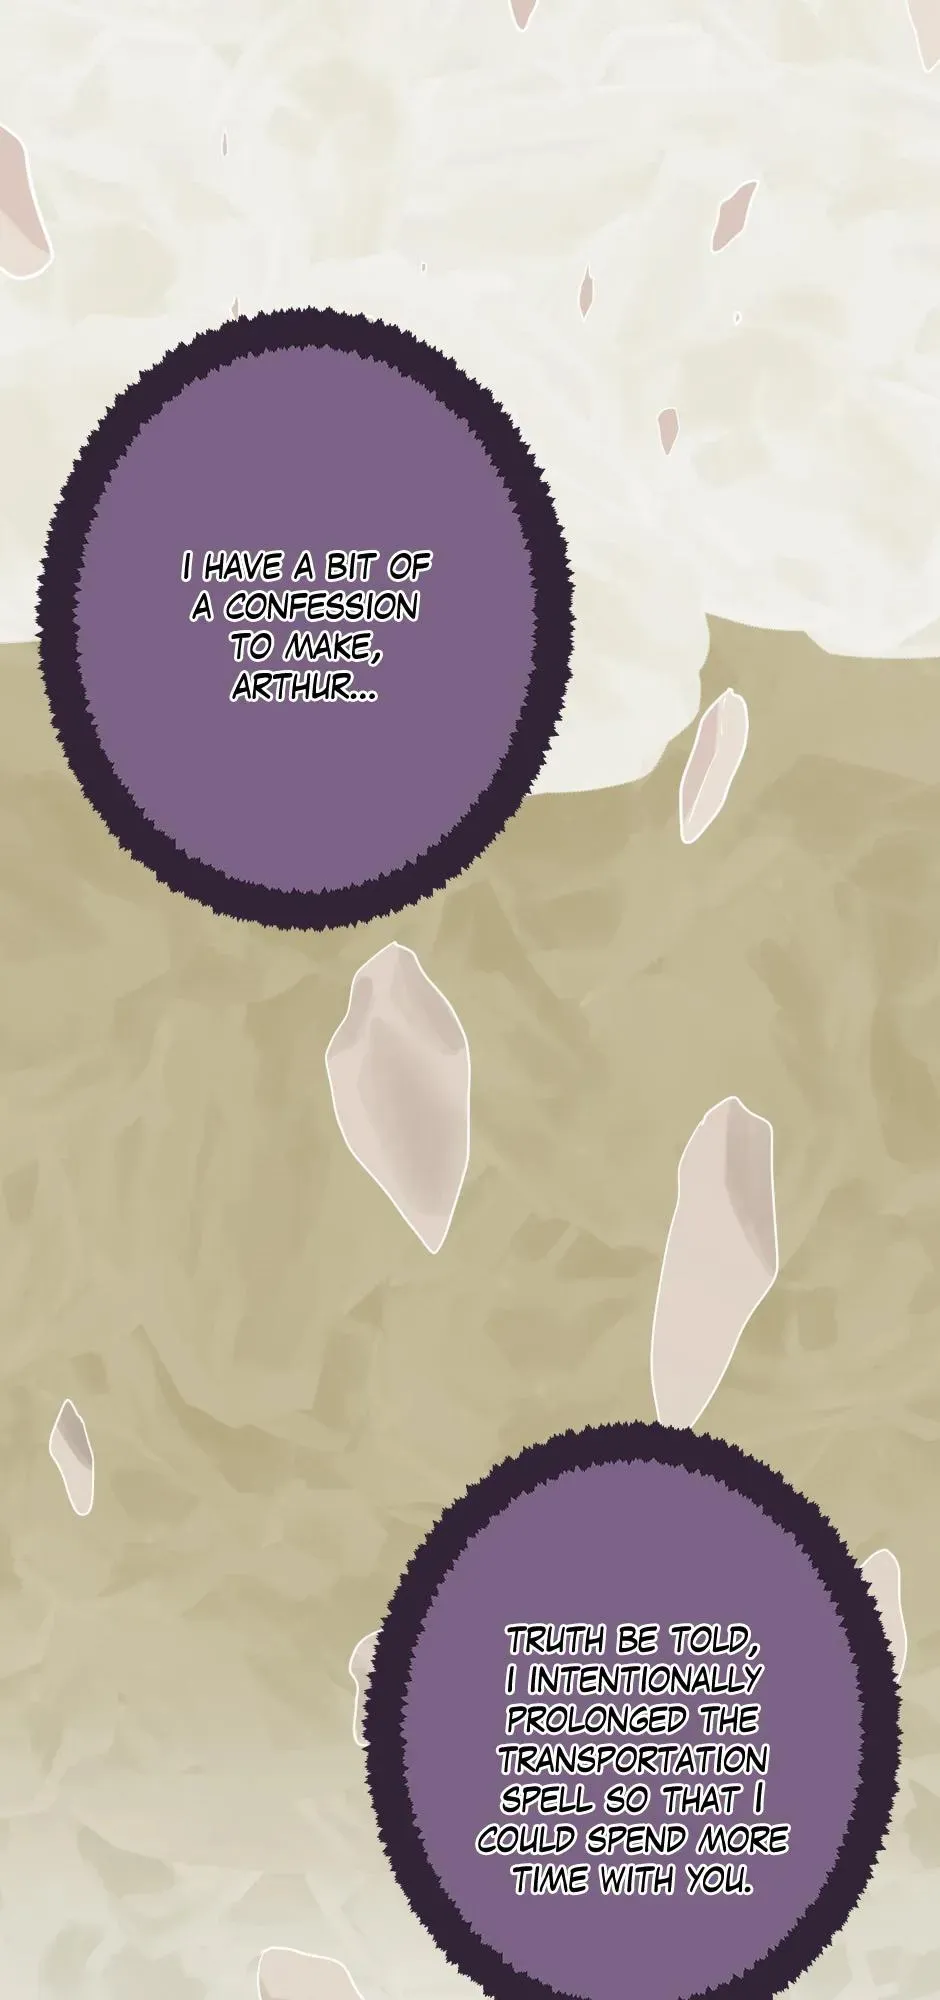 I HAVE A BIT OF
A CONFESSION
TO MAKE,
ARTHUR...
TRUTH BE TOLD,
I INTENTIONALLY
PROLONGED THE
TRANSPORTATION
SPELL SO THAT I
COULD SPEND MORE
TIME WITH YOU.